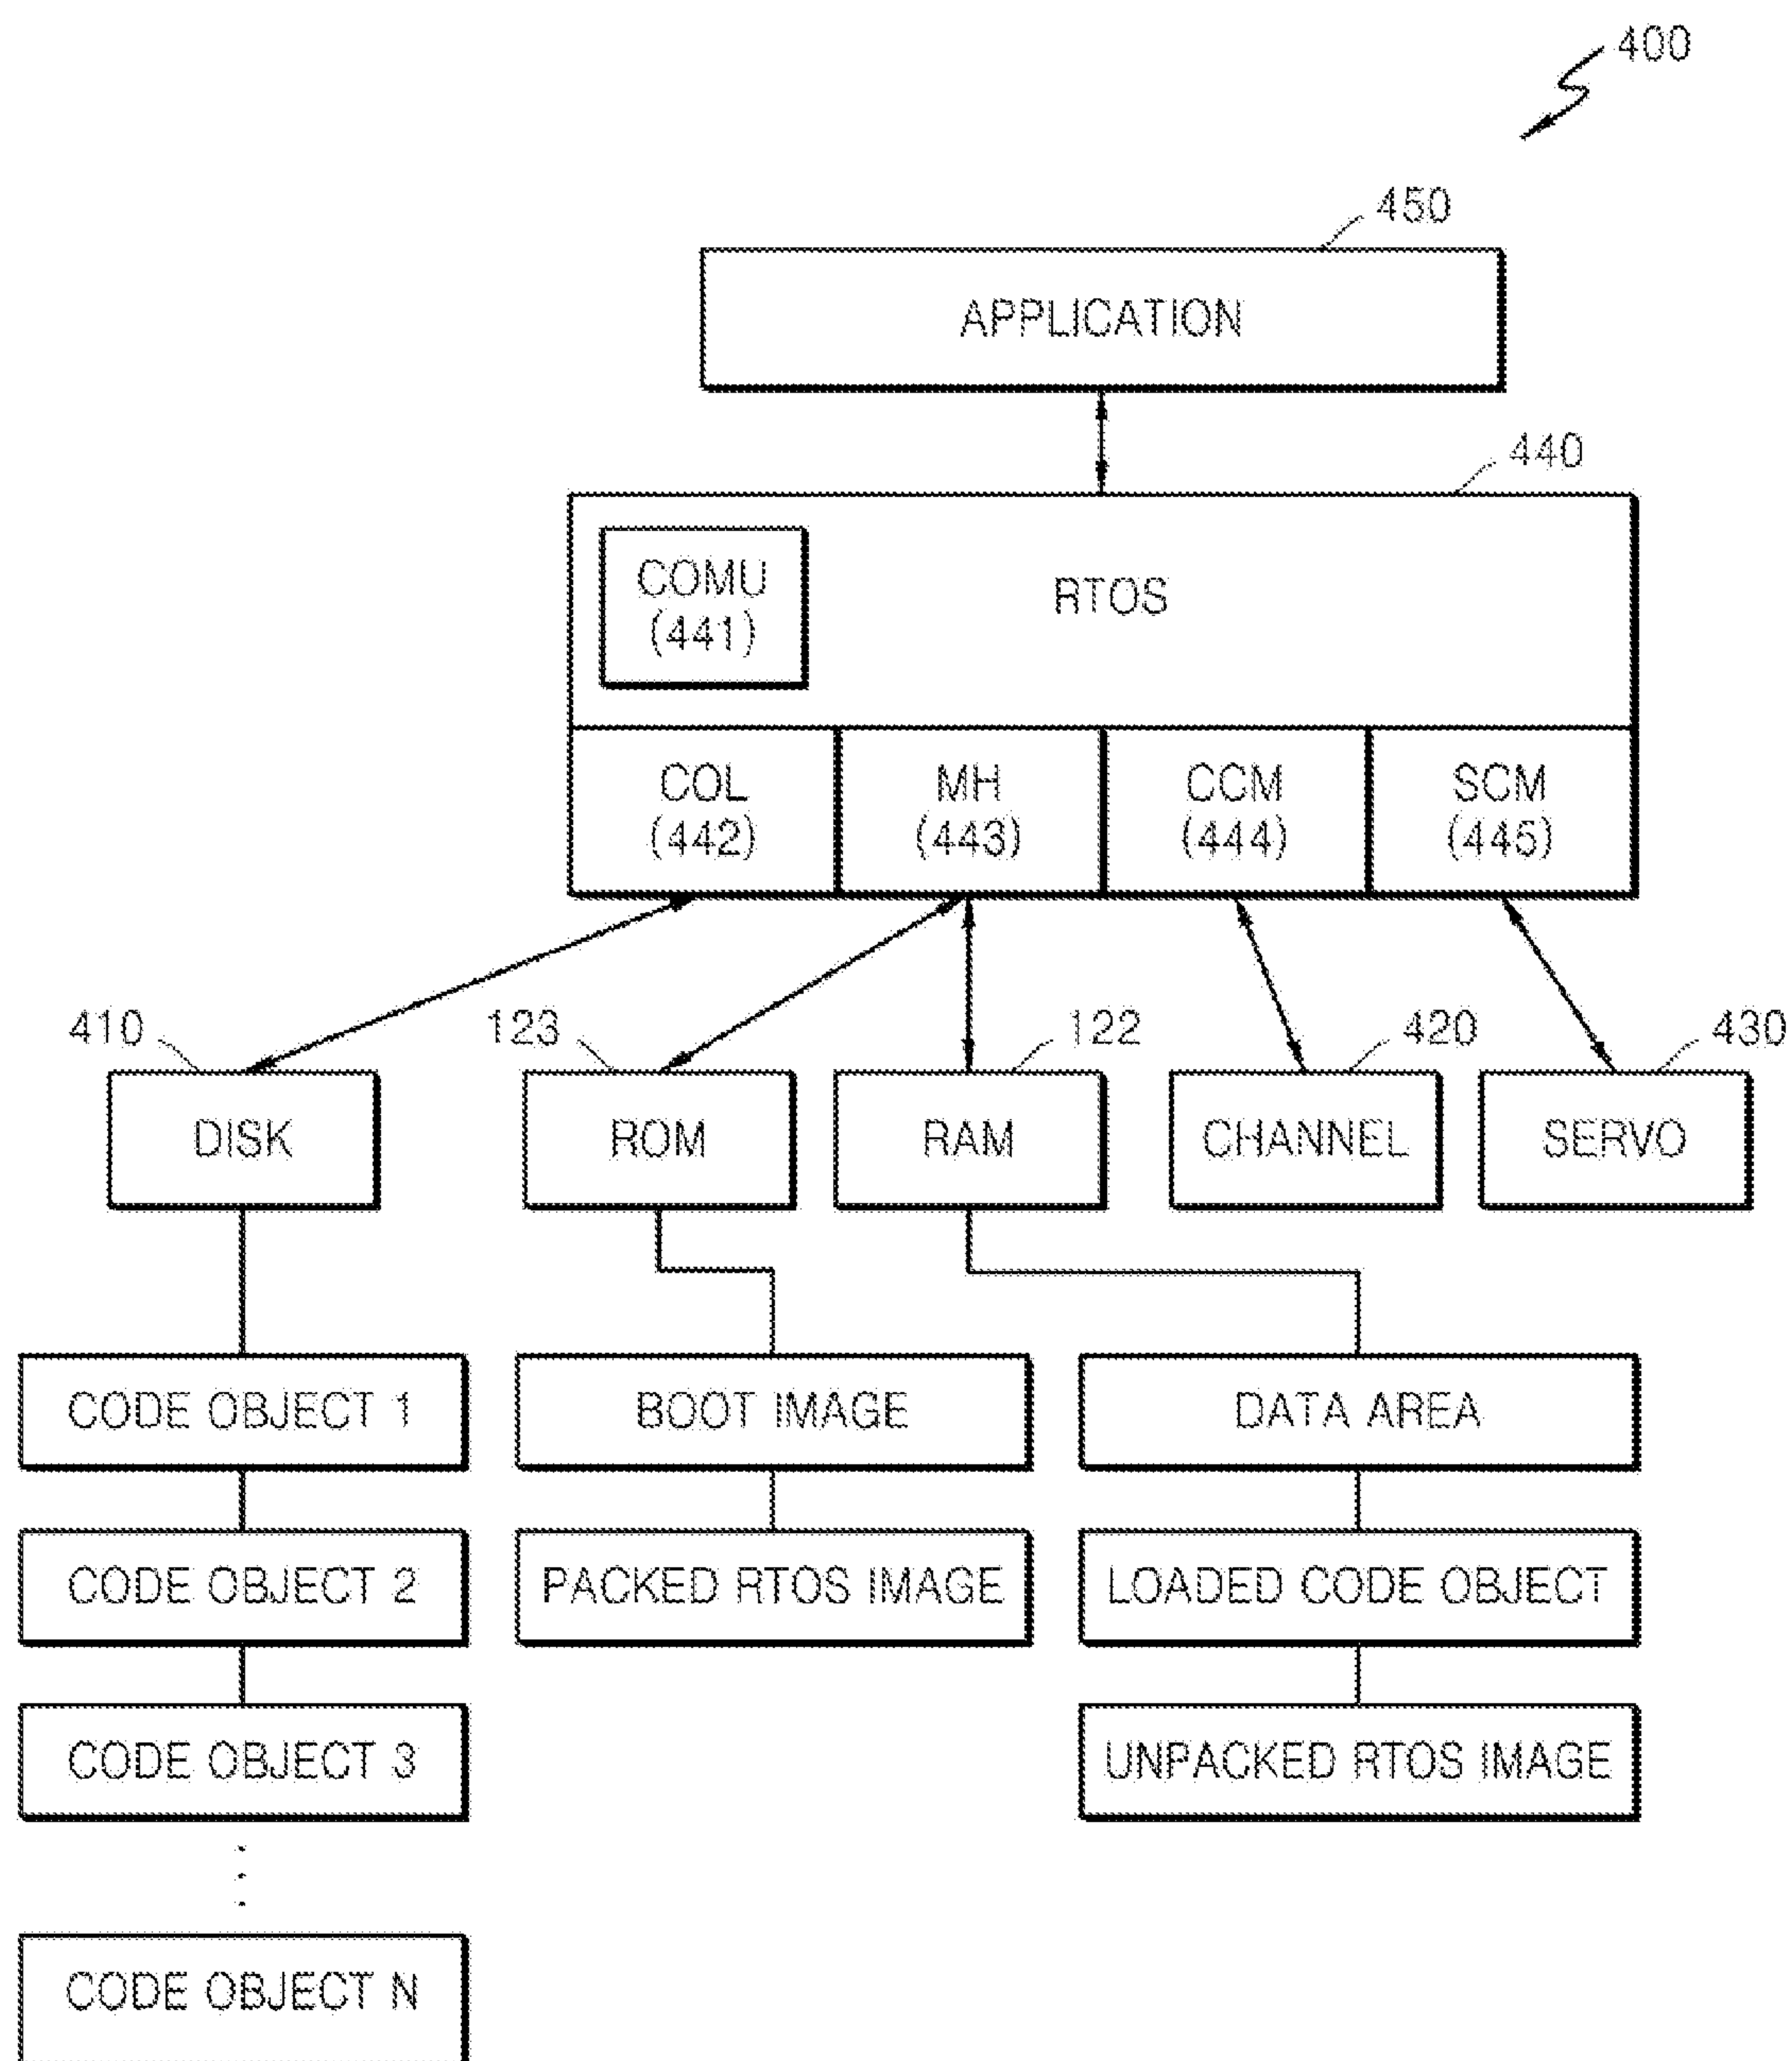 400
450
APPLICATION
440
COMU
(441)
RTOS
COL
(442)
MH
(443)
CCM
(444)
SCM
(445)
410
123
122
420
430
DISK
ROM
RAM
CHANNEL
SERVO
CODE OBJECT 1
BOOT IMAGE
DATA AREA
CODE OBJECT 2
PACKED RTOS IMAGE
LOADED CODE OBJECT
CODE OBJECT 3
UNPACKED RTOS IMAGE
CODE OBJECT N